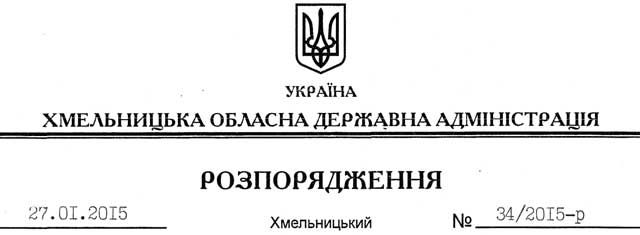 УКРАЇНА
ХМЕЛЬНИЦЬКА ОБЛАСНА ДЕРЖАВНА АДМІНІСТРАЦІЯ
РОЗПОРЯДЖЕННЯ
27.01.2015 Хмельницький № 34/2015-р